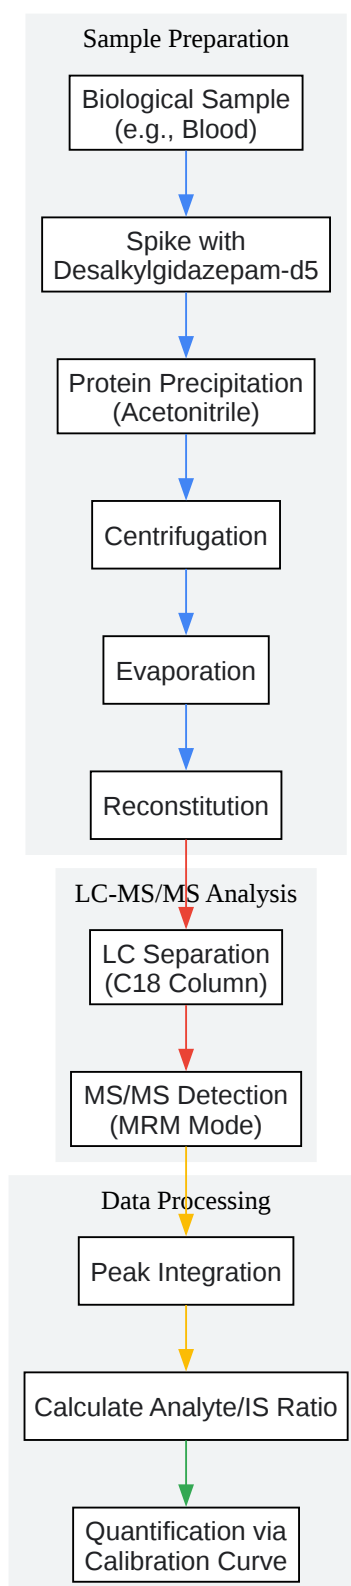 Sample Preparation
Biological Sample
(e.g., Blood)
Spike with
Desalkylgidazepam-d5
Protein Precipitation
(Acetonitrile)
Centrifugation
Evaporation
Reconstitution
LC-MS/MS Analysis
LC Separation
(C18 Column)
MS/MS Detection
(MRM Mode)
Data Processing
Peak Integration
Calculate Analyte/IS Ratio
Quantification via
Calibration Curve